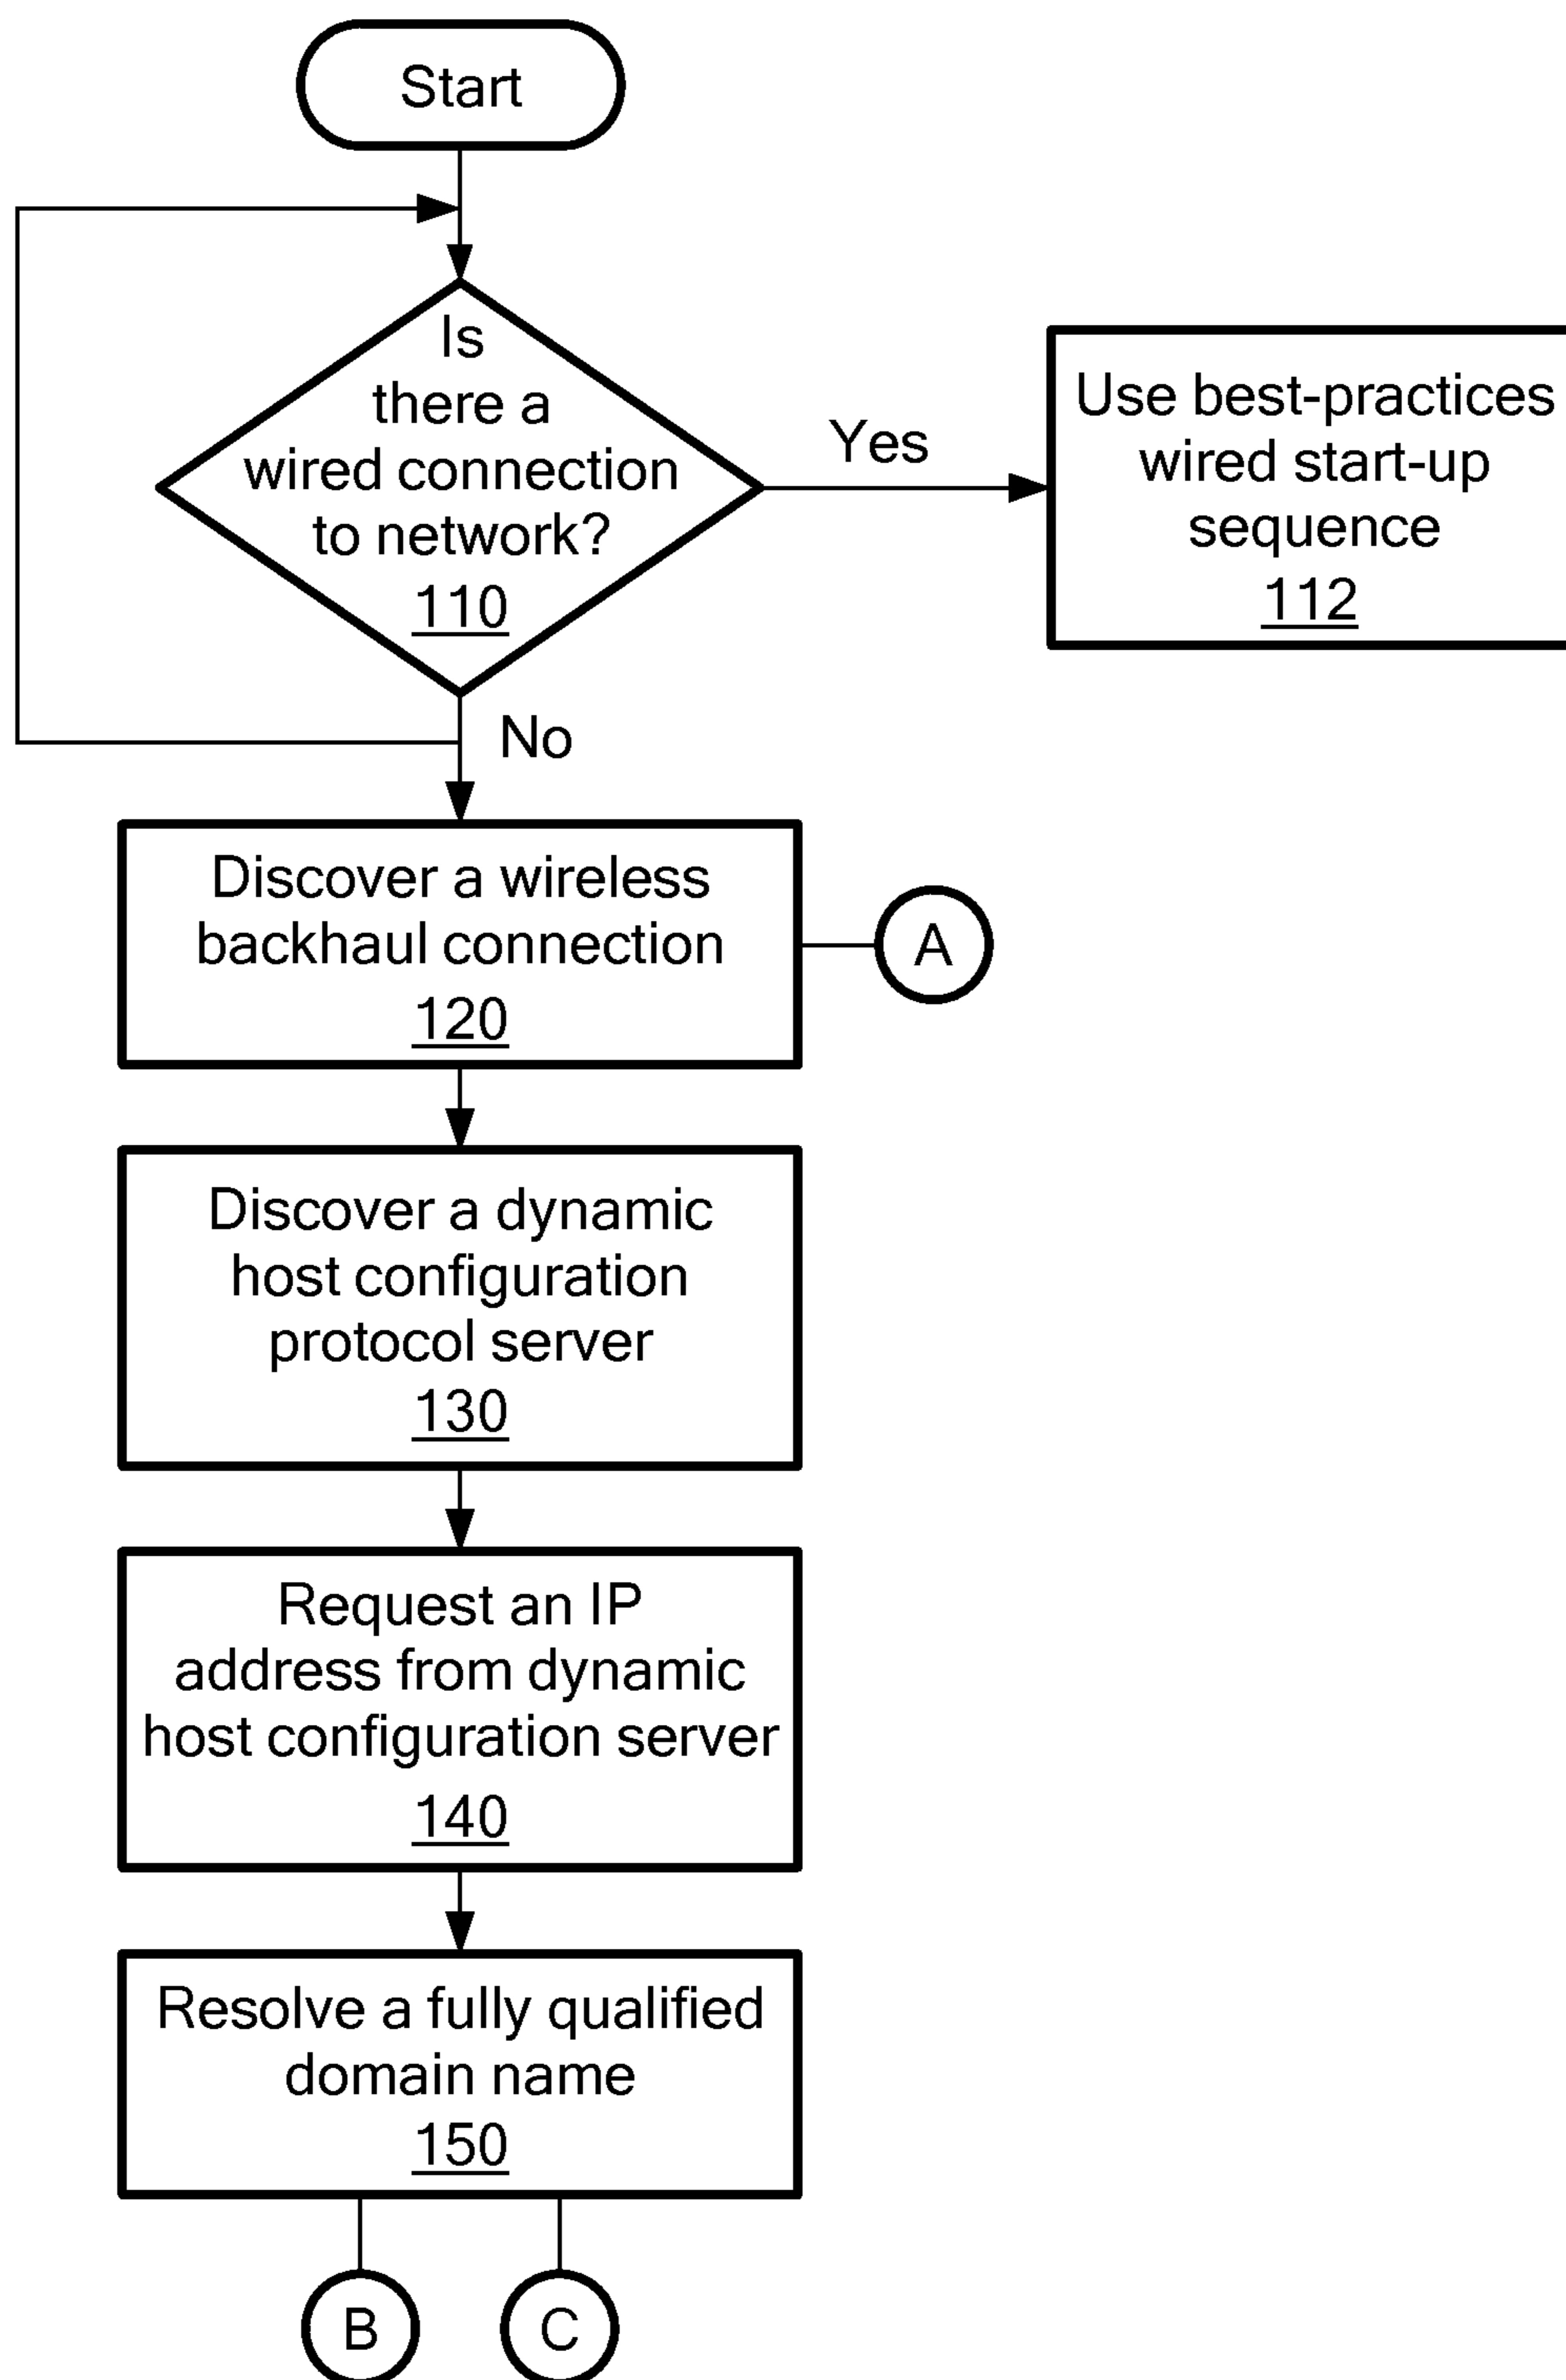 Start
Is
there a
wired connection
to network?
110
Yes
Use best-practices
wired start-up
sequence
112
No
Discover a wireless
backhaul connection
120
A
Discover a dynamic
host configuration
protocol server
130
Request an IP
address from dynamic
host configuration server
140
Resolve a fully qualified
domain name
150
B
C